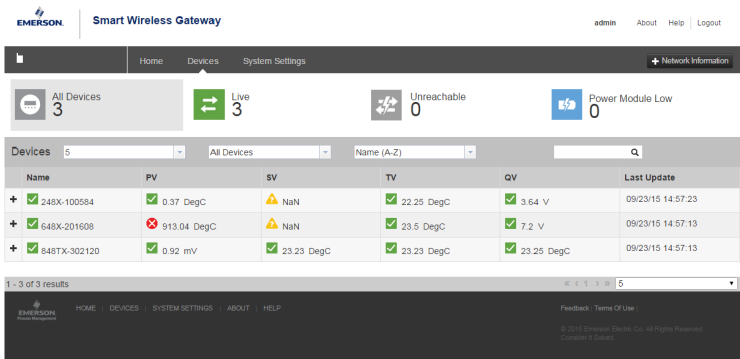 EMERSON.
Smart Wireless Gateway
admin About Help Logout
Home Devices System Settings
+ Network Information
All Devices
3
Live
3
Unreachable
0
Power Module Low
0
Devices 5 All Devices Name (A-Z)
Name PV SV TV QV Last Update
+ 248X-100584 0.37 DegC NaN 22.25 DegC 3.64 V 09/23/15 14:57:23
+ 648X-201608 913.04 DegC NaN 23.5 DegC 7.2 V 09/23/15 14:57:13
+ 848TX-302120 0.92 mV 23.23 DegC 23.23 DegC 23.25 DegC 09/23/15 14:57:13
1 - 3 of 3 results « ‹ 1 › » 5
EMERSON
Process Management
HOME | DEVICES | SYSTEM SETTINGS | ABOUT | HELP
Feedback | Terms Of Use |
© 2015 Emerson Electric Co. All Rights Reserved.
Consider It Solved.